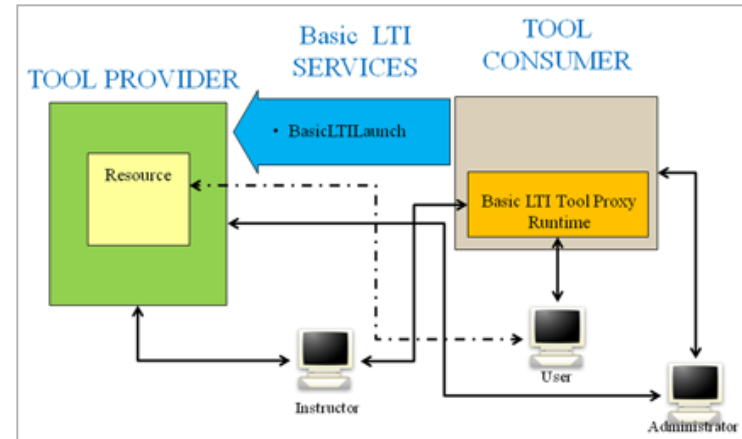 Basic LTI
SERVICES
TOOL
CONSUMER
TOOL PROVIDER
• BasicLTILaunch
Resource
Basic LTI Tool Proxy
Runtime
User
Instructor
Administrator